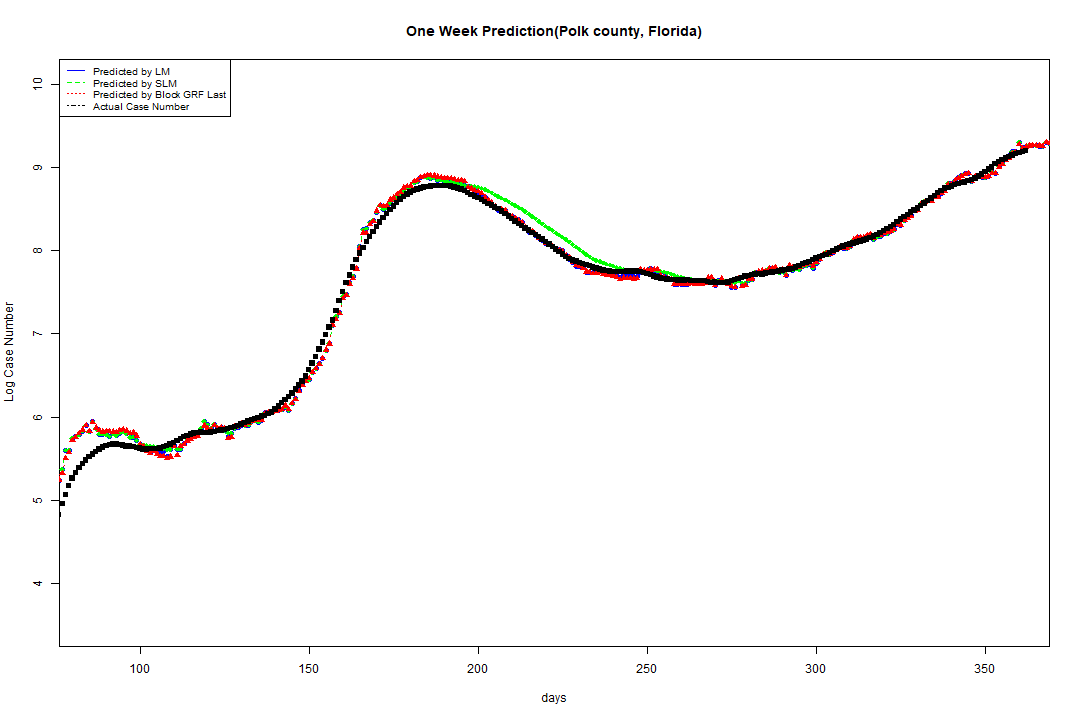 One Week Prediction(Polk county, Florida)
Predicted by LM
Predicted by SLM
Predicted by Block GRF Last
Actual Case Number
10
9
8
7
6
5
4
Log Case Number
100 150 200 250 300 350
days